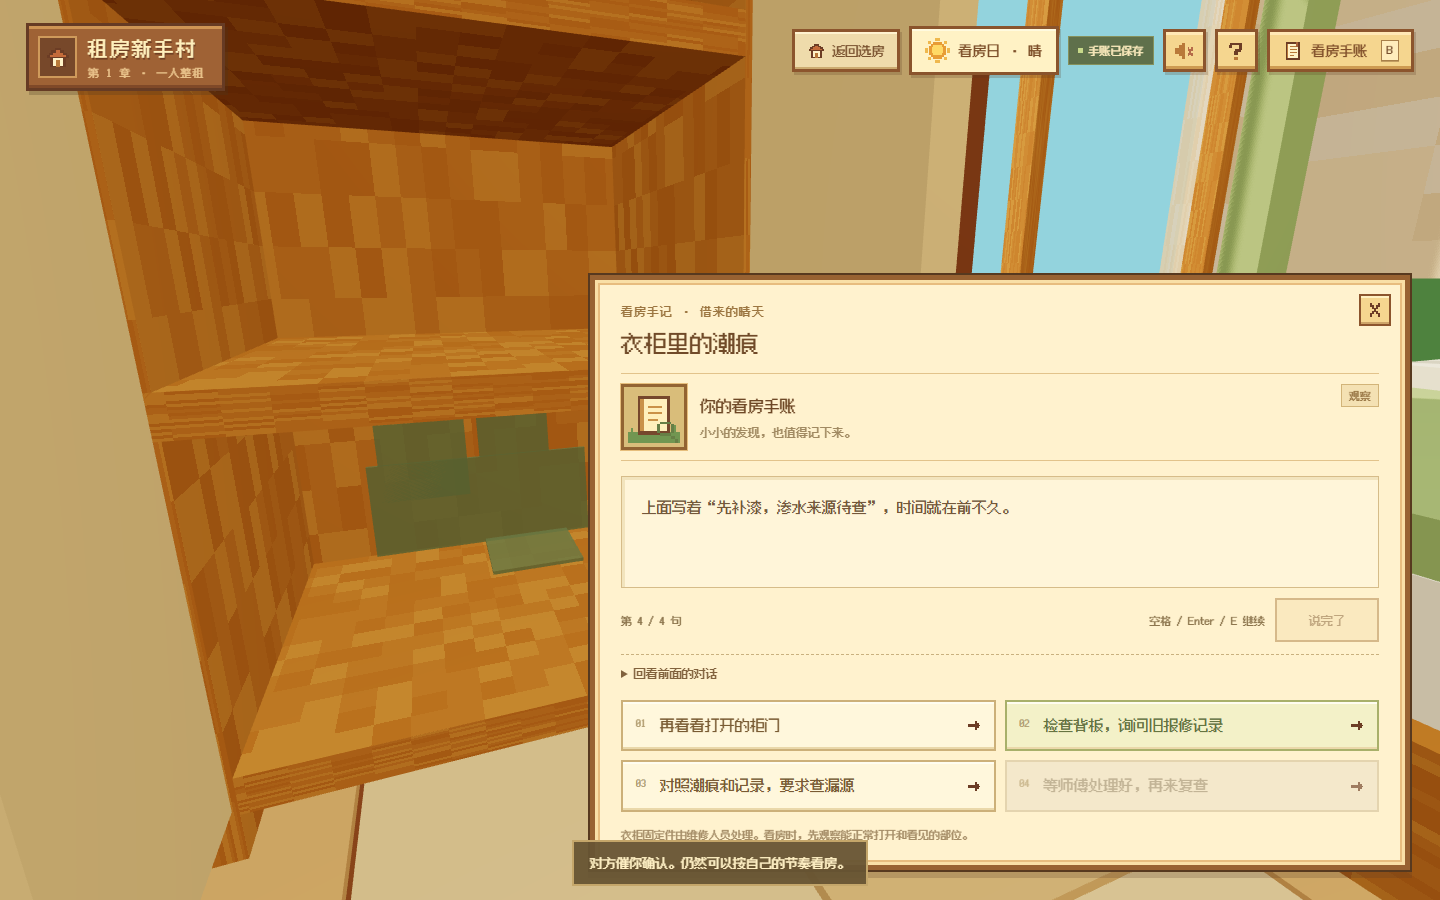 租房新手村
第 1 章 · 一人整租
返回选房
看房日 · 晴
手账已保存
?
看房手账 B
看房手记 · 借来的晴天
X
衣柜里的潮痕
你的看房手账
观察
小小的发现，也值得记下来。
上面写着“先补漆，渗水来源待查”，时间就在前不久。
第 4 / 4 句
空格 / Enter / E 继续
说完了
▶ 回看前面的对话
01 再看看打开的柜门 →
02 检查背板，询问旧报修记录 →
03 对照潮痕和记录，要求查漏源 →
04 等师傅处理好，再来复查 →
衣柜固定件由维修人员处理。看房时，先观察能正常打开和看见的部位。
对方催你确认。仍然可以按自己的节奏看房。